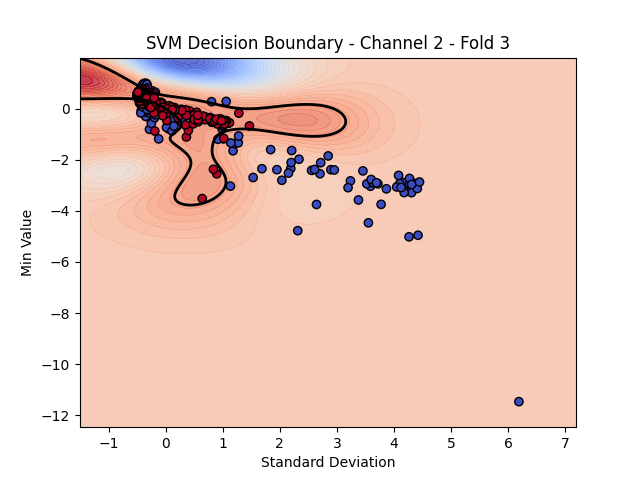 SVM Decision Boundary - Channel 2 - Fold 3
Min Value
0
−2
−4
−6
−8
−10
−12
−1 0 1 2 3 4 5 6 7
Standard Deviation